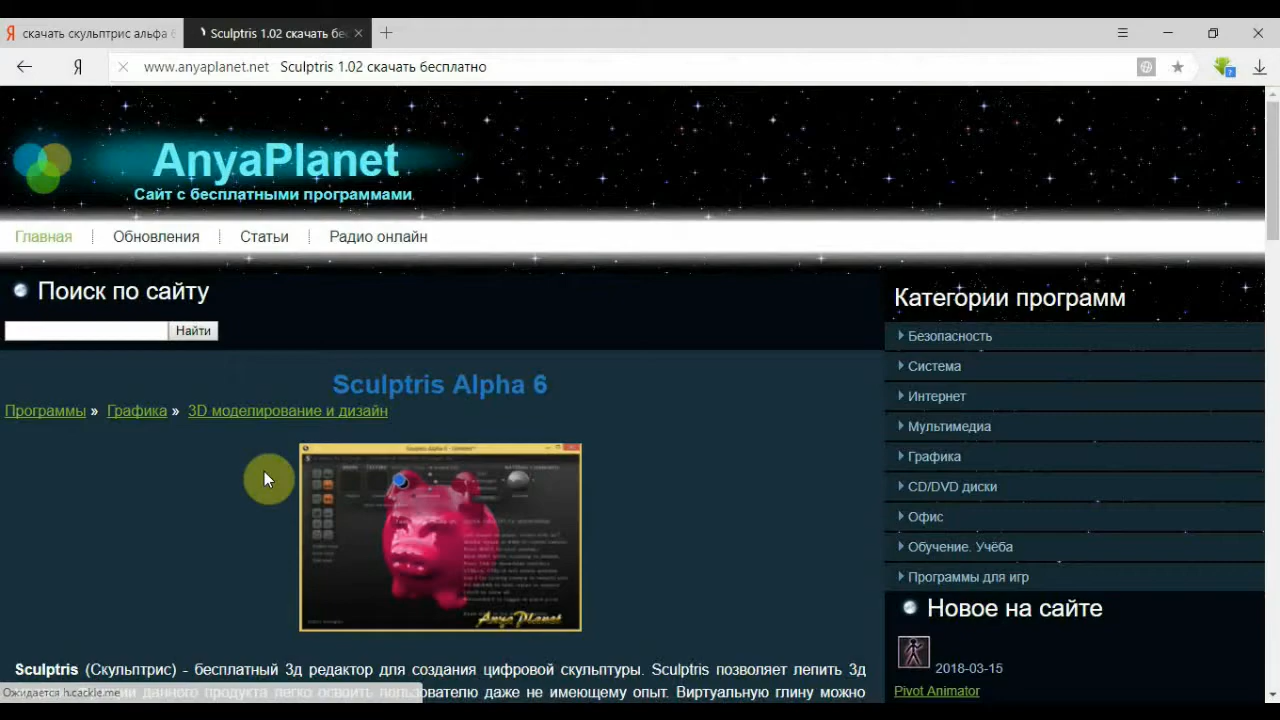 скачать скульптрис альфа 6
Sculptris 1.02 скачать бес
Я
www.anyaplanet.net Sculptris 1.02 скачать бесплатно
AnyaPlanet
Сайт с бесплатными программами.
Главная
Обновления
Статьи
Радио онлайн
Поиск по сайту
Найти
Sculptris Alpha 6
Программы » Графика » 3D моделирование и дизайн
AnyaPlanet
Sculptris (Скульптрис) - бесплатный 3д редактор для создания цифровой скульптуры. Sculptris позволяет лепить 3д
данного продукта легко освоить пользователю даже не имеющему опыт. Виртуальную глину можно
Ожидается h.cackle.me
Категории программ
Безопасность
Система
Интернет
Мультимедиа
Графика
CD/DVD диски
Офис
Обучение. Учёба
Программы для игр
Новое на сайте
2018-03-15
Pivot Animator